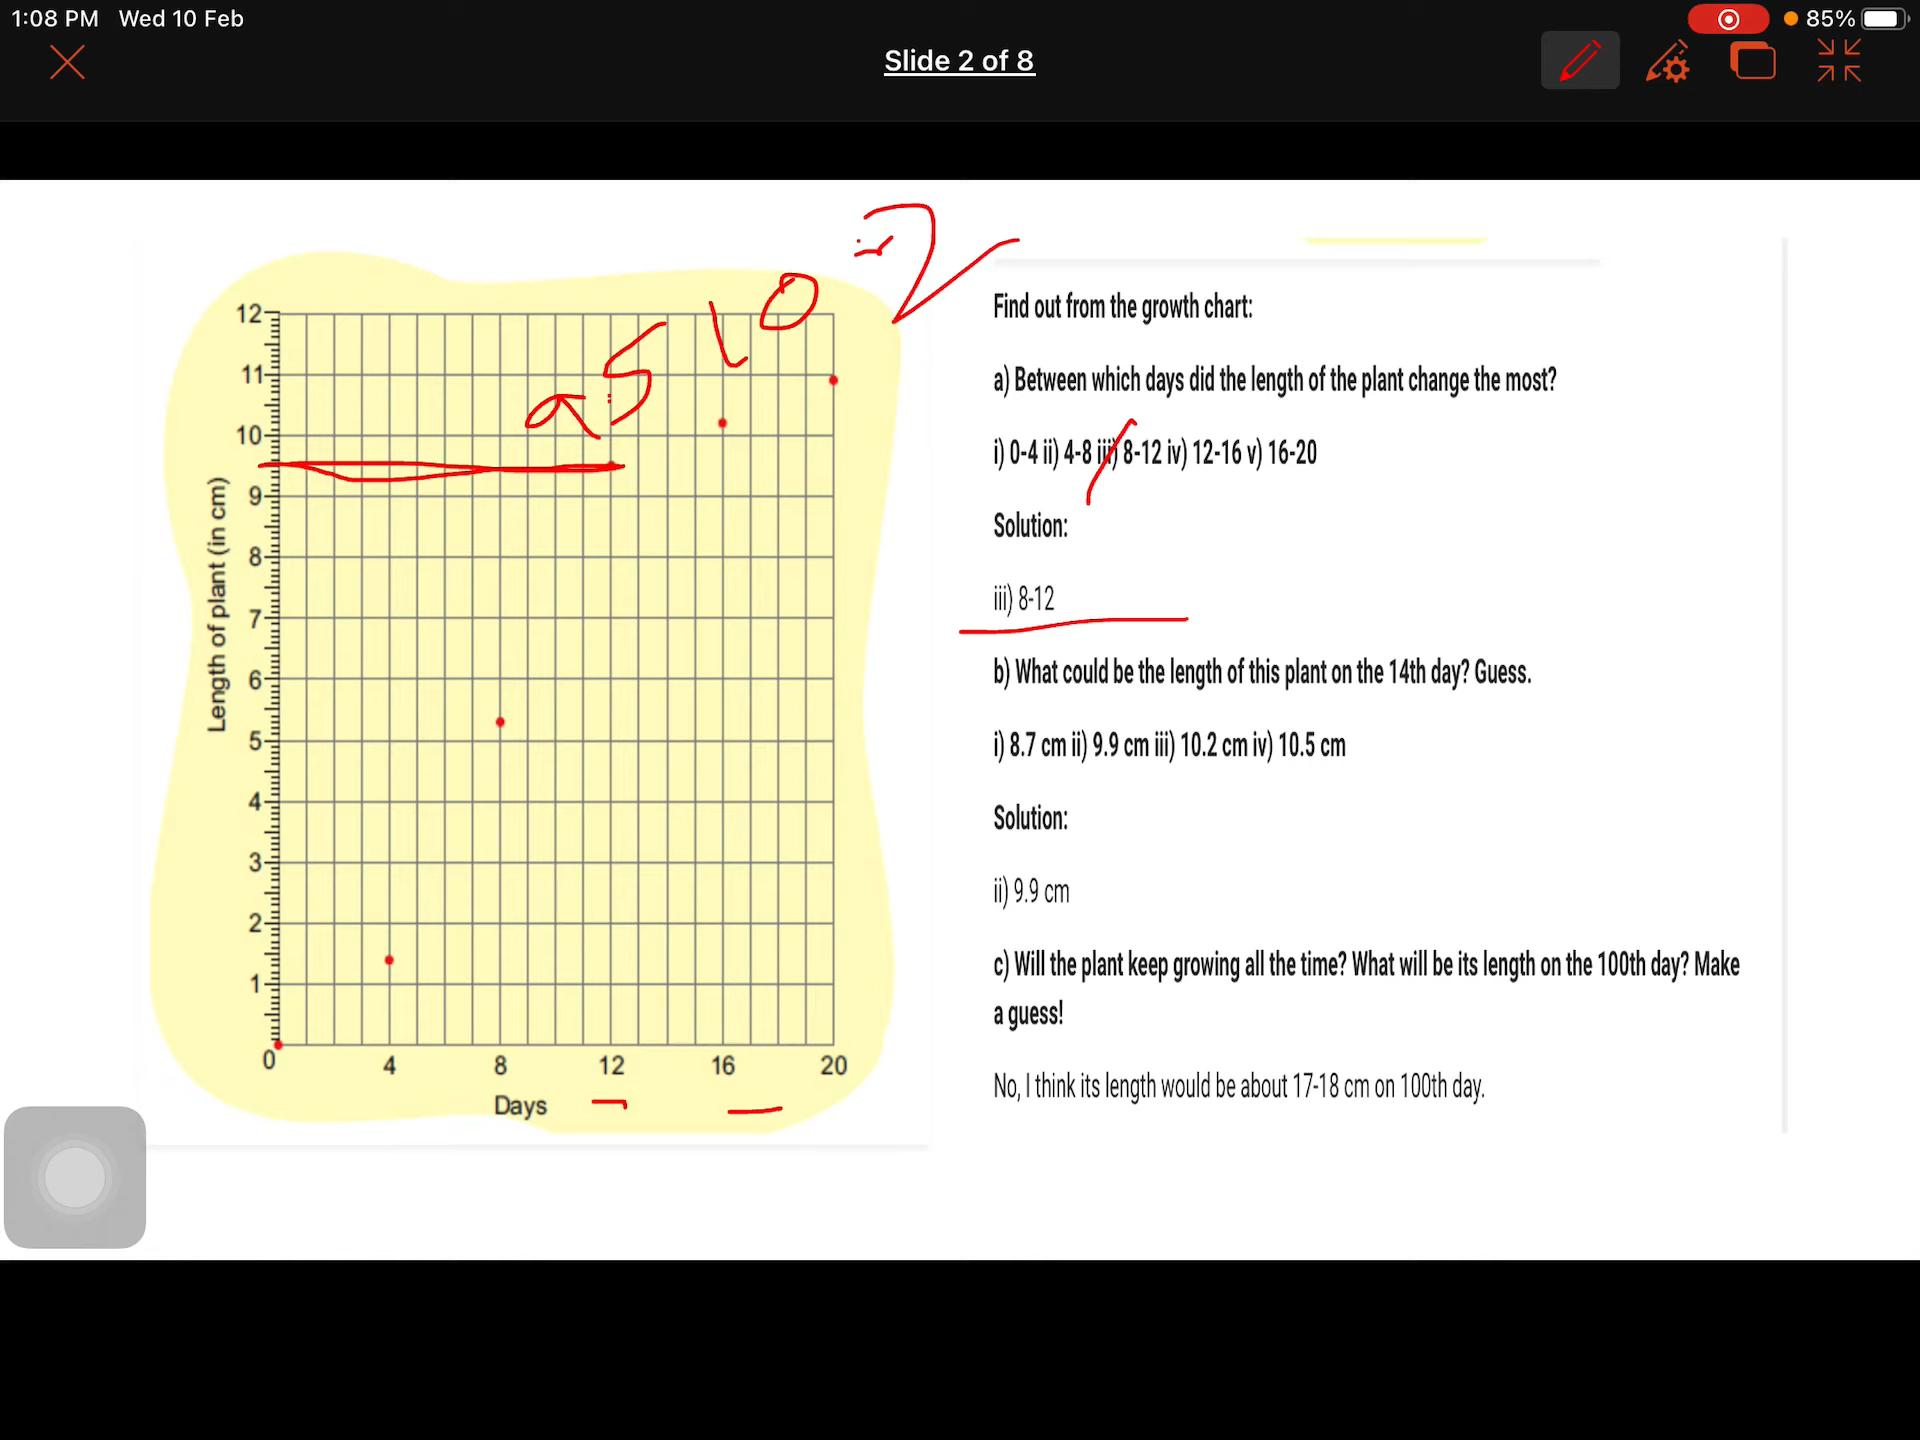 1:08 PM Wed 10 Feb
85%
Slide 2 of 8
12
11
10
9
8
7
6
5
4
3
2
1
0
4 8 12 16 20
Length of plant (in cm)
Days
9.5
10.2
Find out from the growth chart:
a) Between which days did the length of the plant change the most?
i) 0-4 ii) 4-8 iii) 8-12 iv) 12-16 v) 16-20
Solution:
iii) 8-12
b) What could be the length of this plant on the 14th day? Guess.
i) 8.7 cm ii) 9.9 cm iii) 10.2 cm iv) 10.5 cm
Solution:
ii) 9.9 cm
c) Will the plant keep growing all the time? What will be its length on the 100th day? Make
a guess!
No, I think its length would be about 17-18 cm on 100th day.